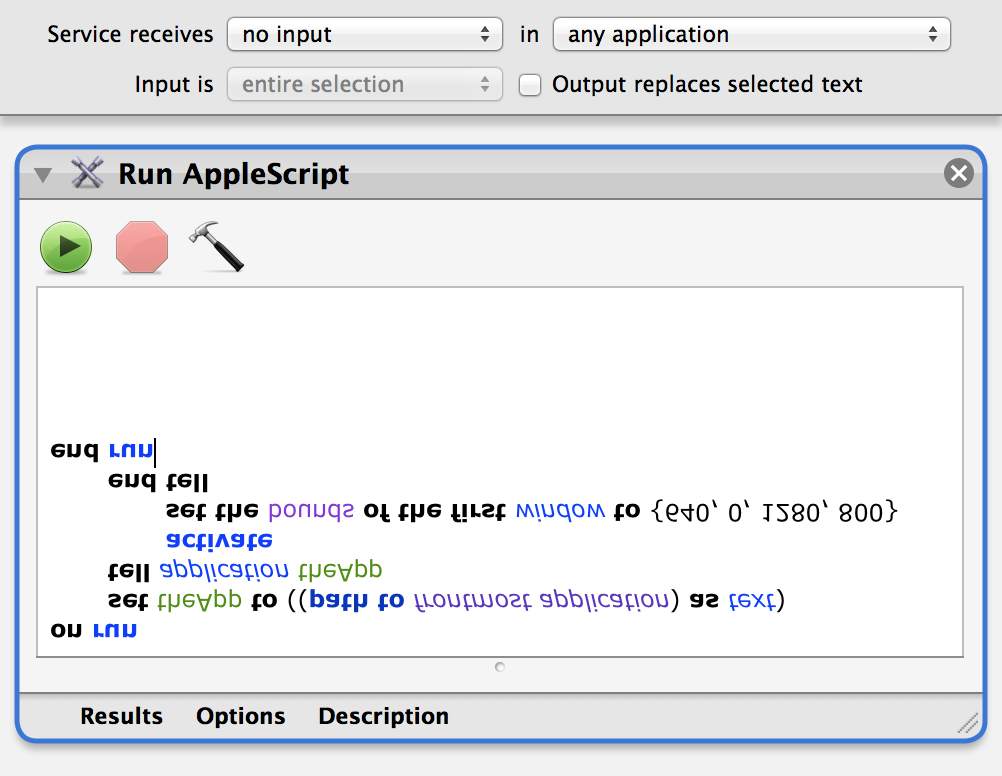 Service receives no input in any application
Input is entire selection Output replaces selected text
Run AppleScript
on run
set theApp to ((path to frontmost application) as text)
tell application theApp
activate
set the bounds of the first window to {640, 0, 1280, 800}
end tell
end run
Results Options Description